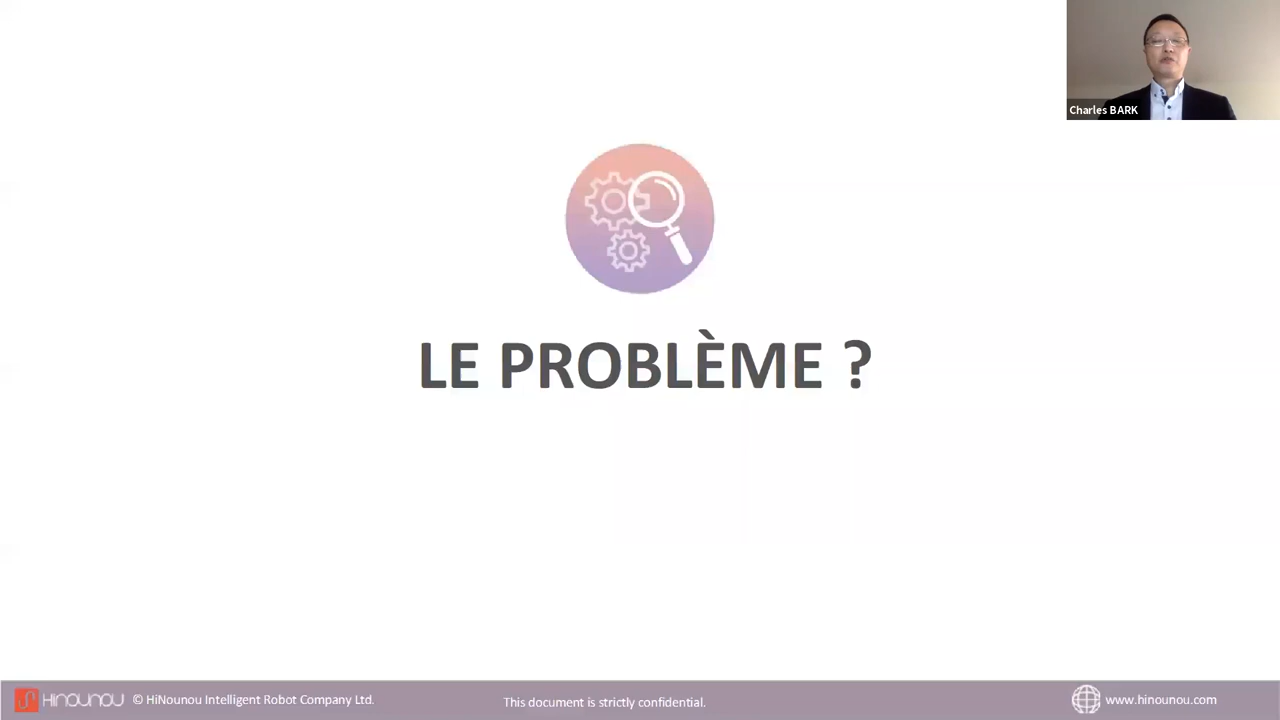 Charles BARK
LE PROBLÈME ?
HiNOUNOU © HiNounou Intelligent Robot Company Ltd.
This document is strictly confidential.
www.hinounou.com